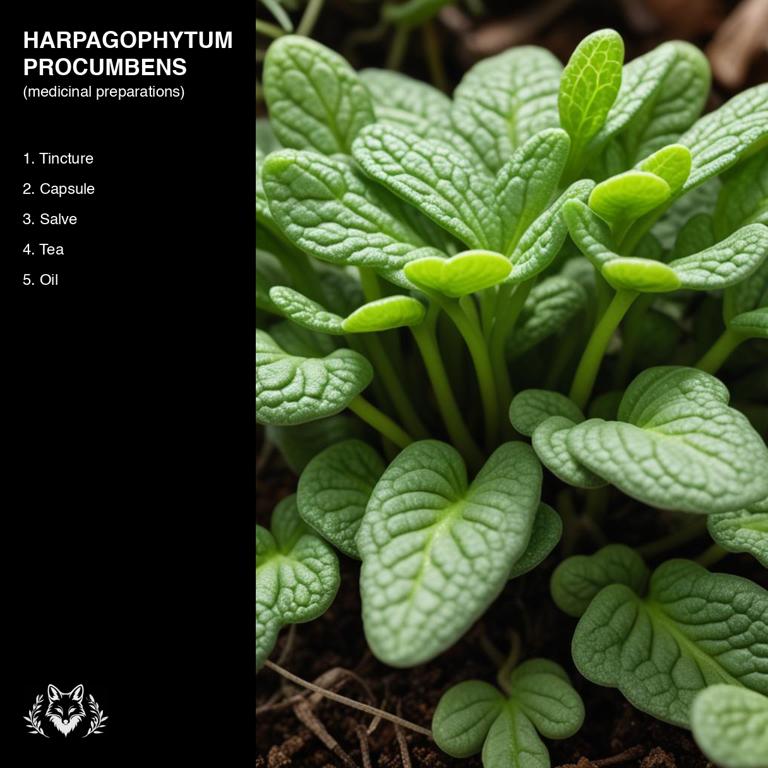 HARPAGOPHYTUM
PROCUMBENS
(medicinal preparations)
1. Tincture
2. Capsule
3. Salve
4. Tea
5. Oil